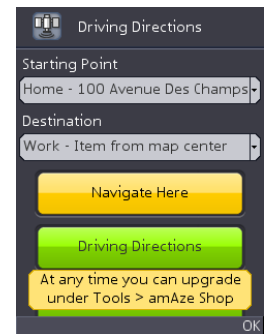 Driving Directions
Starting Point
Home - 100 Avenue Des Champs
Destination
Work - Item from map center
Navigate Here
Driving Directions
At any time you can upgrade
under Tools > amAze Shop
OK